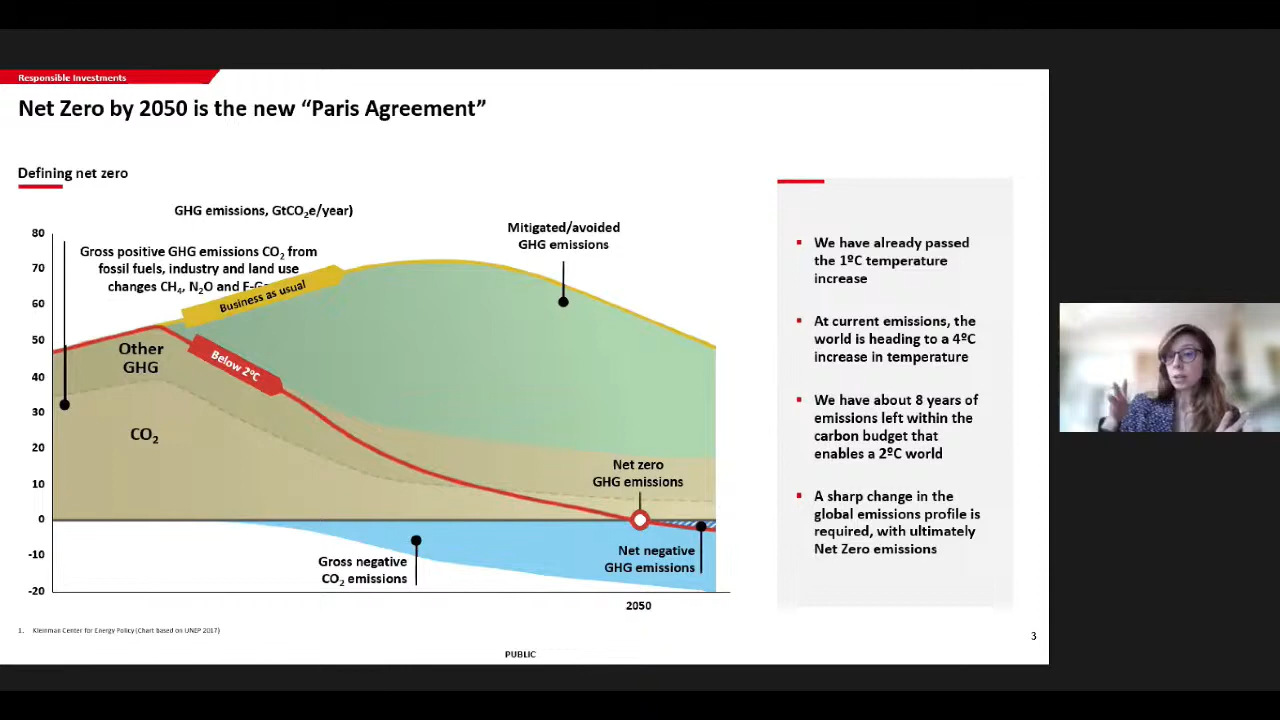 Responsible Investments
Net Zero by 2050 is the new “Paris Agreement”
Defining net zero
GHG emissions, GtCO₂e/year)
Mitigated/avoided
GHG emissions
Gross positive GHG emissions CO₂ from
fossil fuels, industry and land use
changes CH₄, N₂O and
Business as usual
Below 2ºC
Other
GHG
CO₂
80
70
60
50
40
30
20
10
0
-10
-20
Net zero
GHG emissions
Gross negative
CO₂ emissions
Net negative
GHG emissions
2050
▪ We have already passed
the 1ºC temperature
increase
▪ At current emissions, the
world is heading to a 4ºC
increase in temperature
▪ We have about 8 years of
emissions left within the
carbon budget that
enables a 2ºC world
▪ A sharp change in the
global emissions profile is
required, with ultimately
Net Zero emissions
1. Kleinman Center for Energy Policy (Chart based on UNEP 2017)
3
PUBLIC